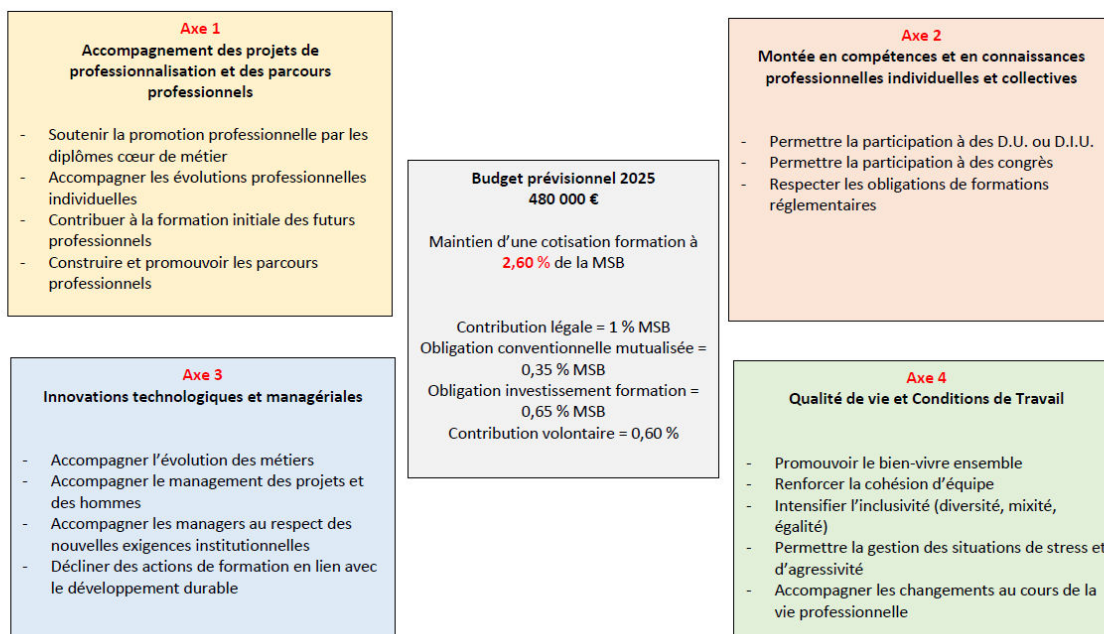 Axe 1
Accompagnement des projets de
professionnalisation et des parcours
professionnels
- Soutenir la promotion professionnelle par les
diplômes cœur de métier
- Accompagner les évolutions professionnelles
individuelles
- Contribuer à la formation initiale des futurs
professionnels
- Construire et promouvoir les parcours
professionnels
Axe 2
Montée en compétences et en connaissances
professionnelles individuelles et collectives
- Permettre la participation à des D.U. ou D.I.U.
- Permettre la participation à des congrès
- Respecter les obligations de formations
réglementaires
Budget prévisionnel 2025
480 000 €
Maintien d'une cotisation formation à
2,60 % de la MSB
Contribution légale = 1 % MSB
Obligation conventionnelle mutualisée =
0,35 % MSB
Obligation investissement formation =
0,65 % MSB
Contribution volontaire = 0,60 %
Axe 3
Innovations technologiques et managériales
- Accompagner l'évolution des métiers
- Accompagner le management des projets et
des hommes
- Accompagner les managers au respect des
nouvelles exigences institutionnelles
- Décliner des actions de formation en lien avec
le développement durable
Axe 4
Qualité de vie et Conditions de Travail
- Promouvoir le bien-vivre ensemble
- Renforcer la cohésion d'équipe
- Intensifier l'inclusivité (diversité, mixité,
égalité)
- Permettre la gestion des situations de stress et
d'agressivité
- Accompagner les changements au cours de la
vie professionnelle